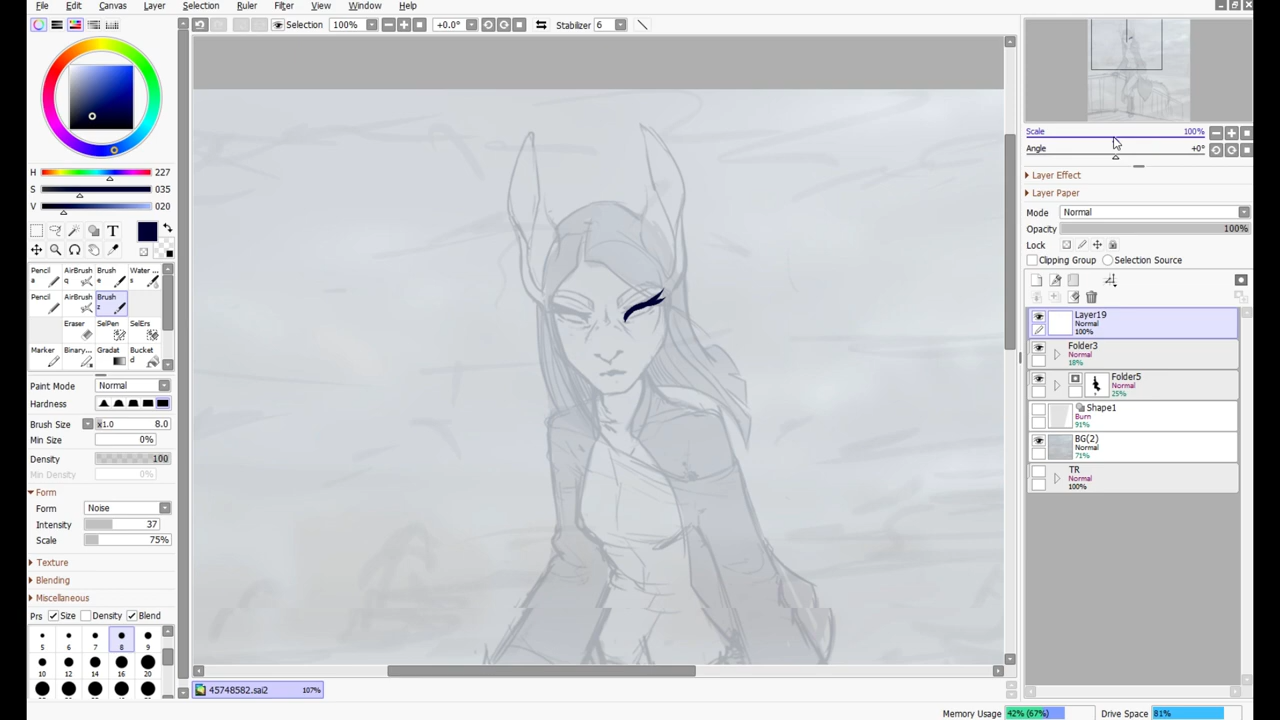 File Edit Canvas Layer Selection Ruler Filter View Window Help
Selection 100% +0.0° Stabilizer 6
Scale 100%
Angle +0°
H 227
S 035
V 020
T
Layer Effect
Layer Paper
Mode Normal
Opacity 100%
Lock
Clipping Group Selection Source
Pencil a AirBrush q Brush e Water ... s
Pencil AirBrush Brush z
Eraser SelPen SelErs
Marker Binary... Gradat Bucket d
Paint Mode Normal
Hardness
Brush Size x1.0 8.0
Min Size 0%
Density 100
Min Density 0%
Form
Form Noise
Intensity 37
Scale 75%
Texture
Blending
Miscellaneous
Prs Size Density Blend
5 6 7 8 9
10 12 14 16 20
Layer19
Normal
100%
Folder3
Normal
18%
Folder5
Normal
25%
Shape1
Burn
91%
BG(2)
Normal
71%
TR
Normal
100%
45748582.sai2 107%
Memory Usage 42% (67%) Drive Space 81%